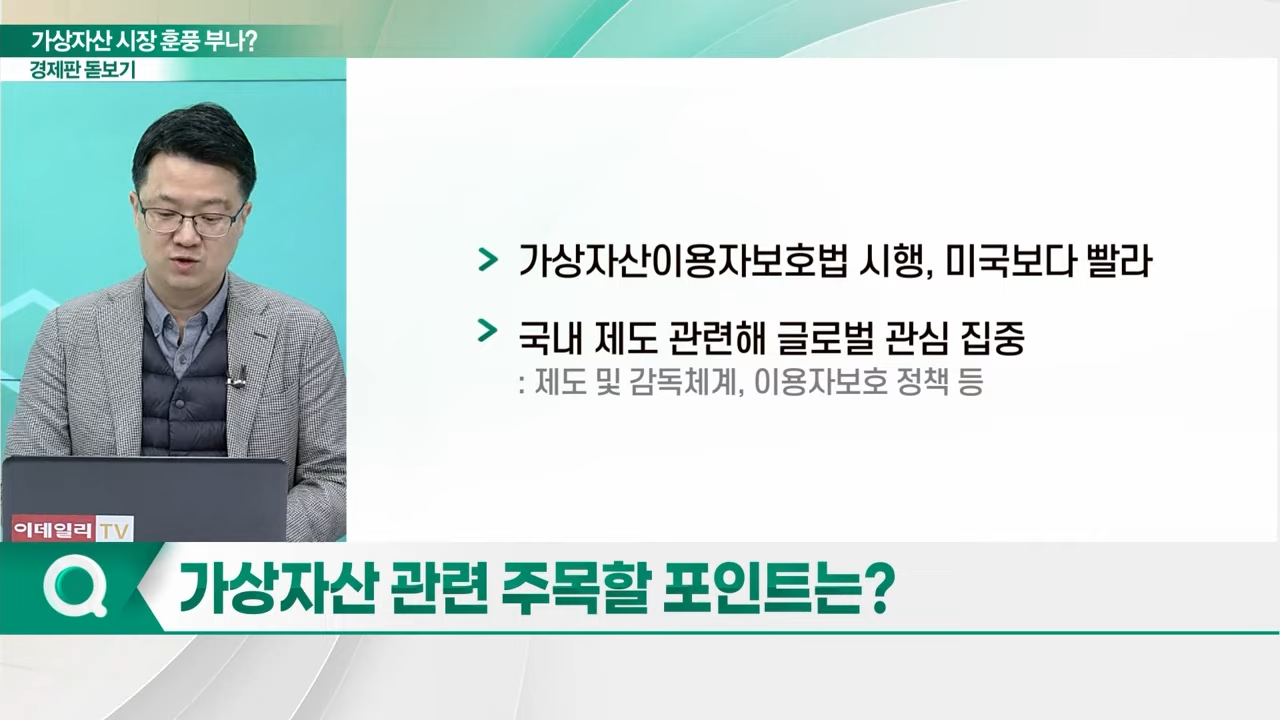 가상자산 시장 훈풍 부나?
경제판 돋보기
> 가상자산이용자보호법 시행, 미국보다 빨라
> 국내 제도 관련해 글로벌 관심 집중
: 제도 및 감독체계, 이용자보호 정책 등
이데일리 TV
가상자산 관련 주목할 포인트는?